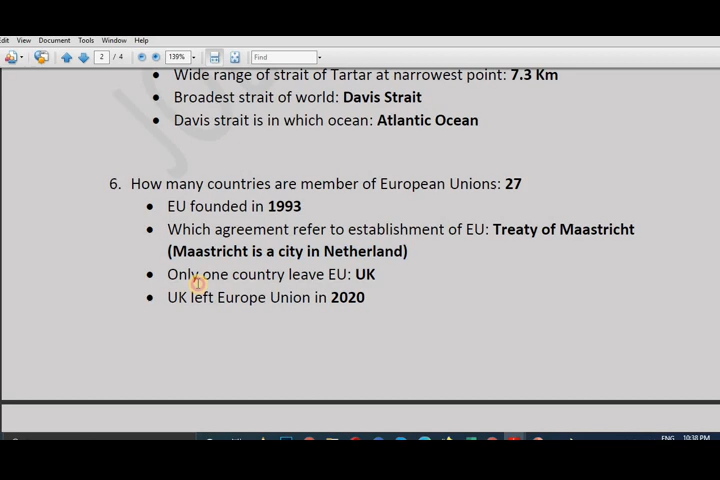 Edit View Document Tools Window Help
2 / 4 139% Find
• Wide range of strait of Tartar at narrowest point: 7.3 Km
• Broadest strait of world: Davis Strait
• Davis strait is in which ocean: Atlantic Ocean
6. How many countries are member of European Unions: 27
• EU founded in 1993
• Which agreement refer to establishment of EU: Treaty of Maastricht
(Maastricht is a city in Netherland)
• Only one country leave EU: UK
• UK left Europe Union in 2020
ENG 10:38 PM